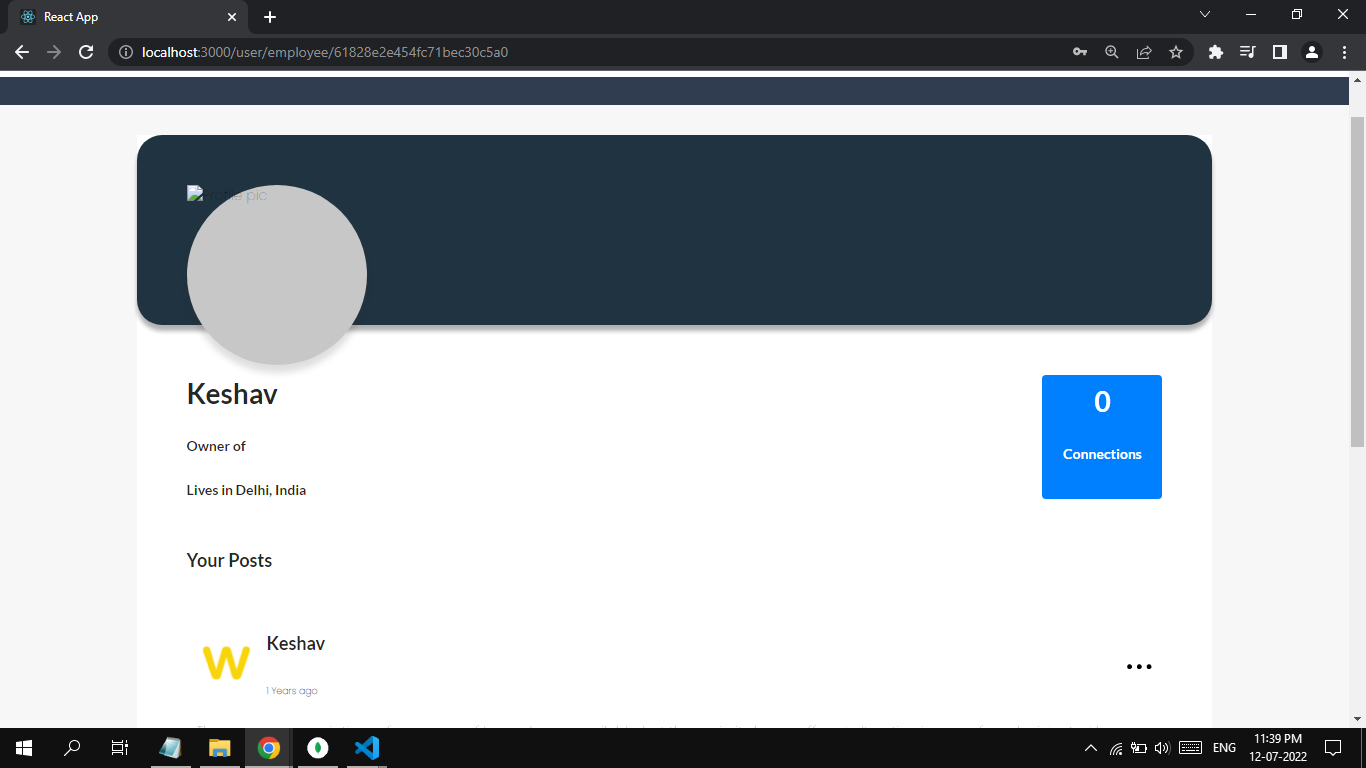 React App
localhost:3000/user/employee/61828e2e454fc71bec30c5a0
Profile pic
Keshav
0
Connections
Owner of
Lives in Delhi, India
Your Posts
W
Keshav
1 Years ago
ENG
11:39 PM
12-07-2022